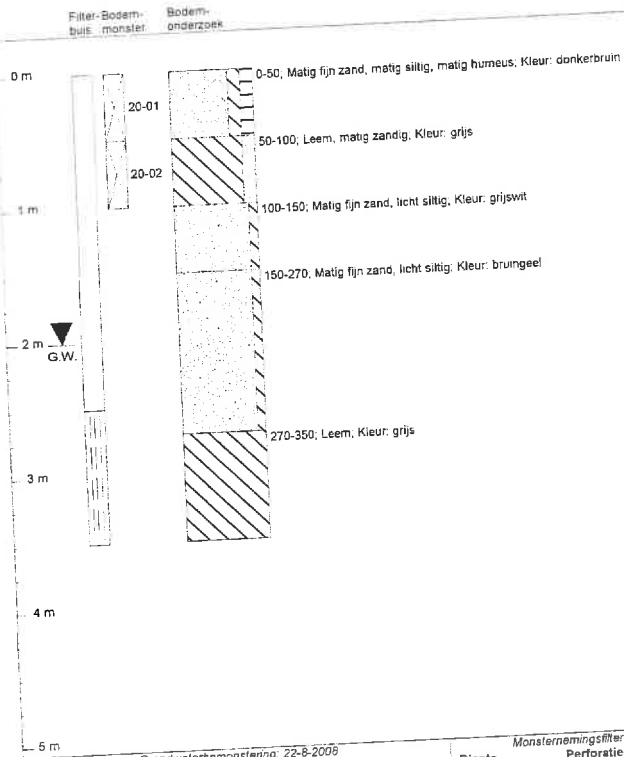 Filter-Bodem-
buis monster
Bodem-
onderzoek
0 m
0-50; Matig fijn zand, matig siltig, matig humeus; Kleur: donkerbruin
20-01
50-100; Leem, matig zandig, Kleur: grijs
20-02
1 m
100-150; Matig fijn zand, licht siltig; Kleur: grijswit
150-270; Matig fijn zand, licht siltig; Kleur: bruingeel
2 m
G.W.
270-350; Leem; Kleur: grijs
3 m
4 m
5 m
22-8-2008
Monsternemingsfilter
Perforatie